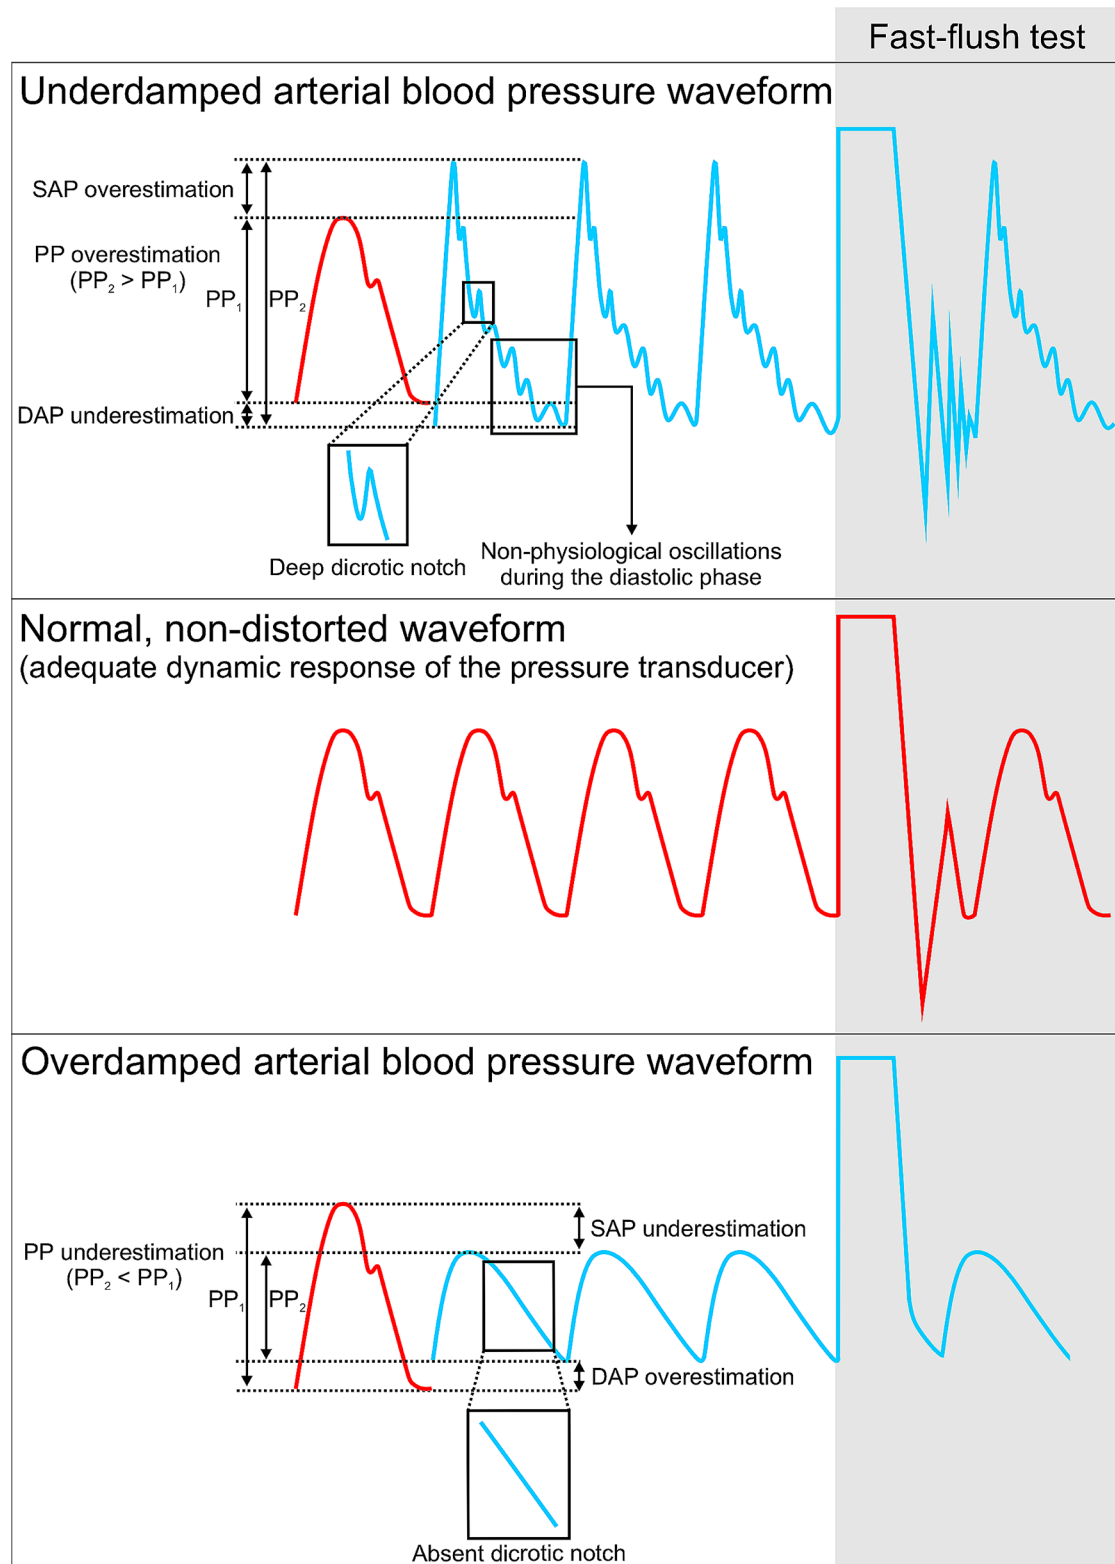 Fast-flush test
Underdamped arterial blood pressure waveform
SAP overestimation
PP overestimation
(PP₂ > PP₁)
PP₁
PP₂
DAP underestimation
Deep dicrotic notch
Non-physiological oscillations
during the diastolic phase
Normal, non-distorted waveform
(adequate dynamic response of the pressure transducer)
Overdamped arterial blood pressure waveform
SAP underestimation
PP underestimation
(PP₂ < PP₁)
PP₁
PP₂
DAP overestimation
Absent dicrotic notch